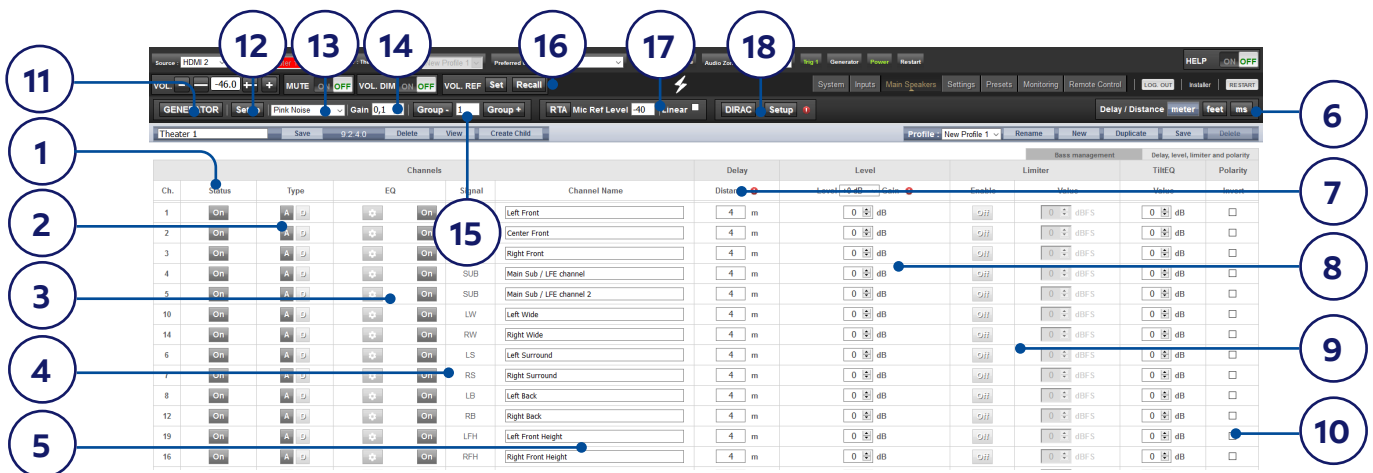 12 13 14 16 17 18
Source : HDMI 2 Preferred Audio Zon Trig 1 Generator Power Restart HELP ON OFF
11
VOL. -46.0 MUTE ON OFF VOL. DIM ON OFF VOL. REF Set Recall System Inputs Main Speakers Settings Presets Monitoring Remote Control LOG. OUT Installer RESTART
GENERATOR Setup Pink Noise Gain 0,1 Group - 1 Group + RTA Mic Ref Level -40 Linear DIRAC Setup Delay / Distance meter feet ms
6
Theater 1 Save 9.2.4.0 Delete View Create Child Profile : New Profile 1 Rename New Duplicate Save Delete
1
Bass management Delay, level, limiter and polarity
Channels Delay Level Limiter TiltEQ Polarity
Ch. Status Type EQ Signal Channel Name Distance Level +0 dB Gain Enable Value Value Invert
7
1 On A D On Left Front 4 m 0 dB Off 0 dBFS 0 dB
2 15
2 On A D On Center Front 4 m 0 dB Off 0 dBFS 0 dB
3 On A D On Right Front 4 m 0 dB Off 0 dBFS 0 dB
8
4 On A D On SUB Main Sub / LFE channel 4 m 0 dB Off 0 dBFS 0 dB
3
5 On A D On SUB Main Sub / LFE channel 2 4 m 0 dB Off 0 dBFS 0 dB
10 On A D On LW Left Wide 4 m 0 dB Off 0 dBFS 0 dB
14 On A D On RW Right Wide 4 m 0 dB Off 0 dBFS 0 dB
9
6 On A D On LS Left Surround 4 m 0 dB Off 0 dBFS 0 dB
4
7 On A D On RS Right Surround 4 m 0 dB Off 0 dBFS 0 dB
8 On A D On LB Left Back 4 m 0 dB Off 0 dBFS 0 dB
12 On A D On RB Right Back 4 m 0 dB Off 0 dBFS 0 dB
10
19 On A D On LFH Left Front Height 4 m 0 dB Off 0 dBFS 0 dB
5
16 On A D On RFH Right Front Height 4 m 0 dB Off 0 dBFS 0 dB